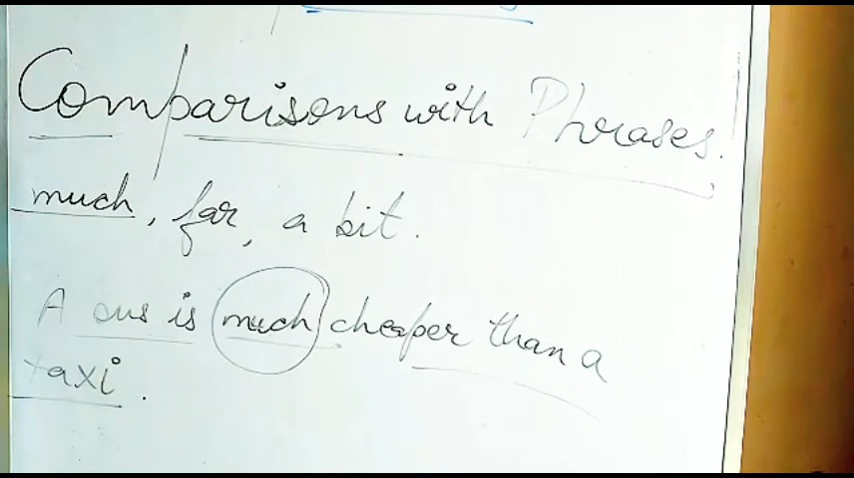 Comparisons with Phrases.
much, far, a bit.
A bus is much cheaper than a
taxi.